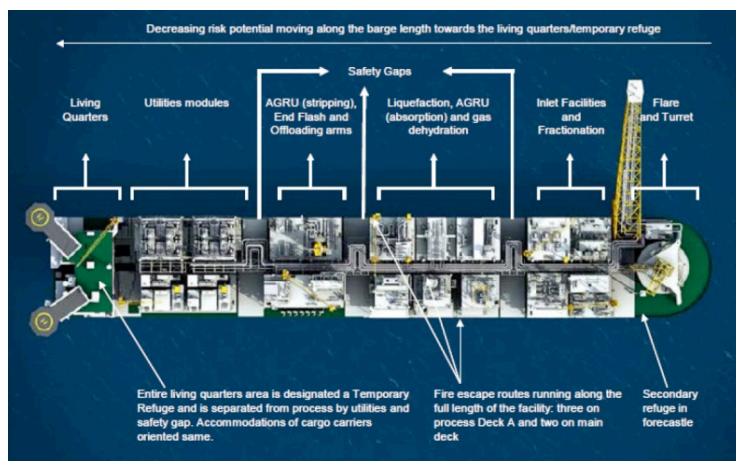 Decreasing risk potential moving along the barge length towards the living quarters/temporary refuge
Safety Gaps
Living
Quarters
Utilities modules
AGRU (stripping),
End Flash and
Offloading arms
Liquefaction, AGRU
(absorption) and gas
dehydration
Inlet Facilities
and
Fractionation
Flare
and Turret
Entire living quarters area is designated a Temporary
Refuge and is separated from process by utilities and
safety gap. Accommodations of cargo carriers
oriented same.
Fire escape routes running along the
full length of the facility: three on
process Deck A and two on main
deck
Secondary
refuge in
forecastle